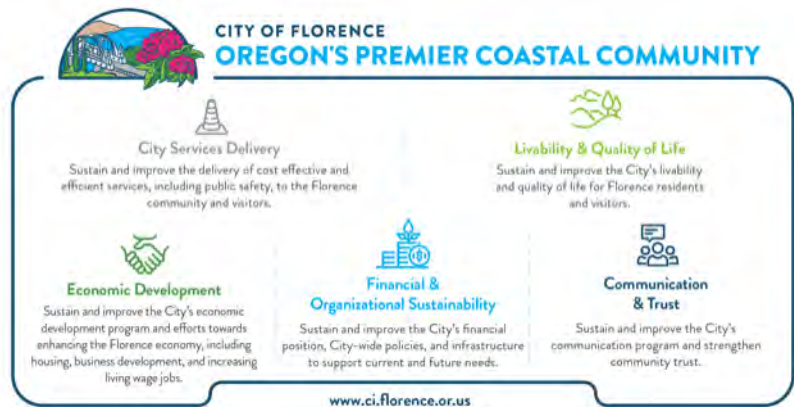 CITY OF FLORENCE
OREGON'S PREMIER COASTAL COMMUNITY
City Services Delivery
Sustain and improve the delivery of cost effective and
efficient services, including public safety, to the Florence
community and visitors.
Livability & Quality of Life
Sustain and improve the City's livability
and quality of life for Florence residents
and visitors.
Economic Development
Sustain and improve the City's economic
development program and efforts towards
enhancing the Florence economy, including
housing, business development, and increasing
living wage jobs.
Financial &
Organizational Sustainability
Sustain and improve the City's financial
position, City-wide policies, and infrastructure
to support current and future needs.
Communication
& Trust
Sustain and improve the City's
communication program and strengthen
community trust.
www.ci.florence.or.us